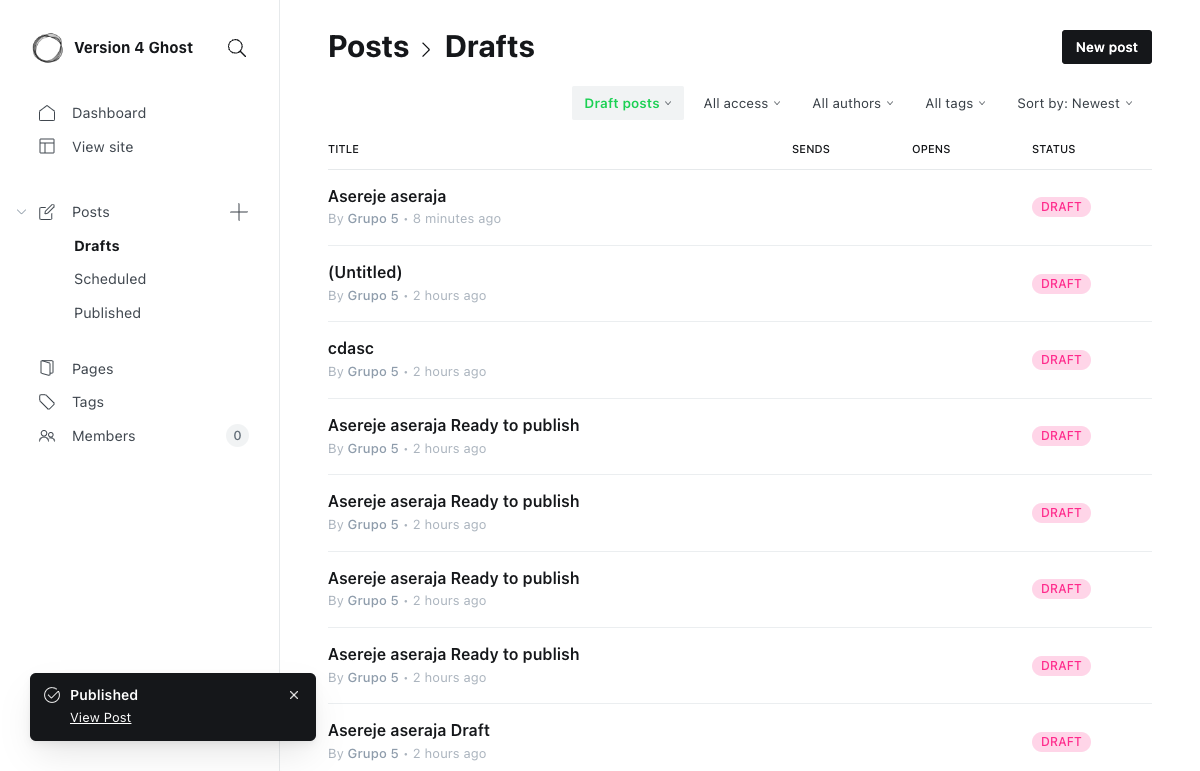 Version 4 Ghost
Dashboard
View site
Posts
Drafts
Scheduled
Published
Pages
Tags
Members 0
Published
View Post
Posts > Drafts
New post
Draft posts All access All authors All tags Sort by: Newest
TITLE SENDS OPENS STATUS
Asereje aseraja
By Grupo 5 • 8 minutes ago
DRAFT
(Untitled)
By Grupo 5 • 2 hours ago
DRAFT
cdasc
By Grupo 5 • 2 hours ago
DRAFT
Asereje aseraja Ready to publish
By Grupo 5 • 2 hours ago
DRAFT
Asereje aseraja Ready to publish
By Grupo 5 • 2 hours ago
DRAFT
Asereje aseraja Ready to publish
By Grupo 5 • 2 hours ago
DRAFT
Asereje aseraja Ready to publish
By Grupo 5 • 2 hours ago
DRAFT
Asereje aseraja Draft
By Grupo 5 • 2 hours ago
DRAFT